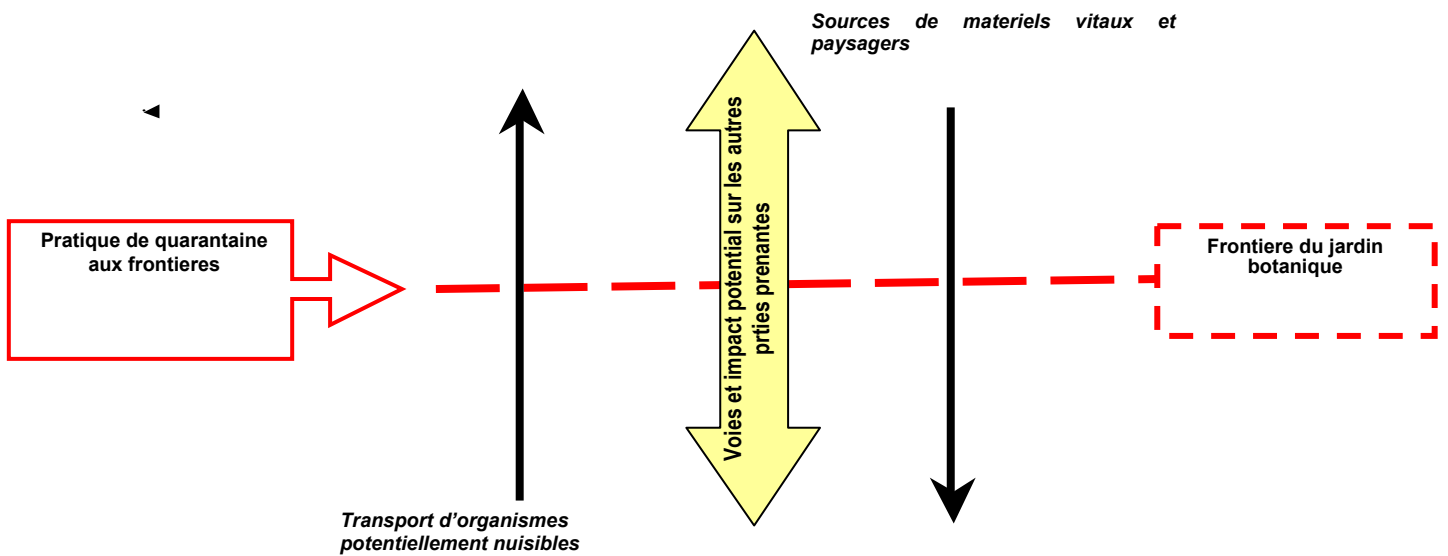 Sources de materiels vitaux et
paysagers
Pratique de quarantaine
aux frontieres
Voies et impact potential sur les autres
prties prenantes
Frontiere du jardin
botanique
Transport d'organismes
potentiellement nuisibles